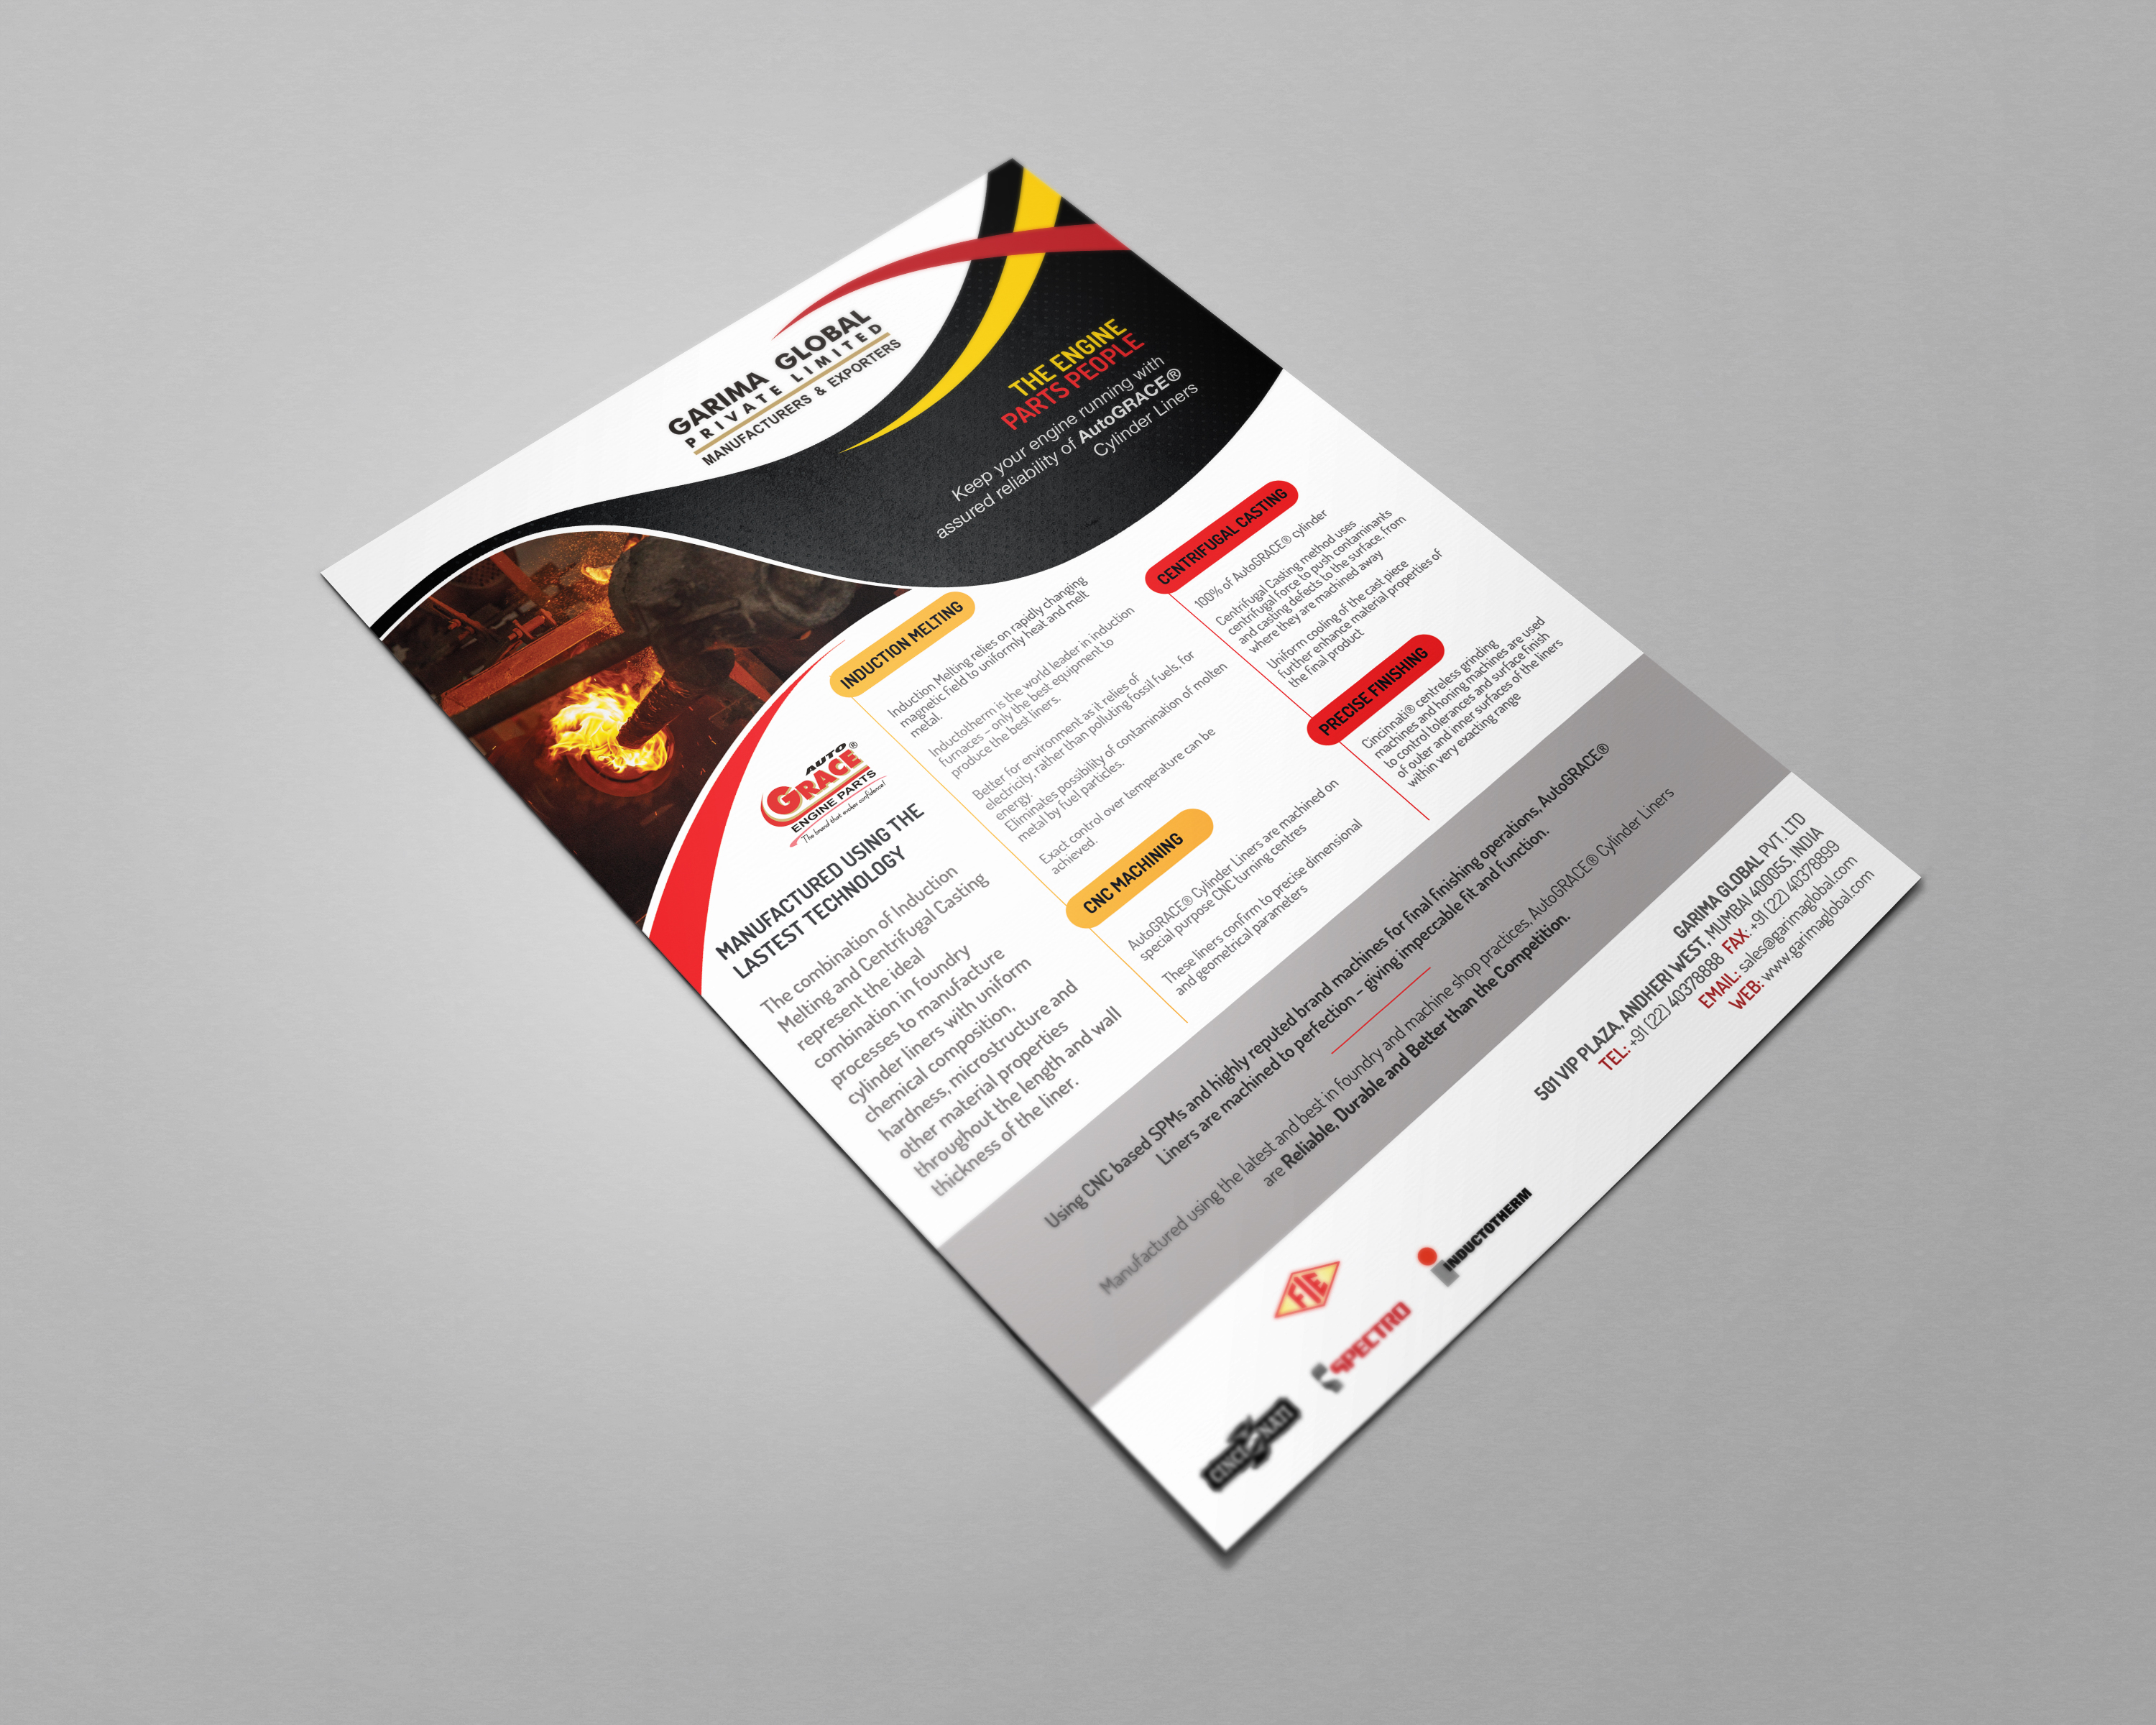 GARIMA GLOBAL
PRIVATE LIMITED
MANUFACTURERS & EXPORTERS
THE ENGINE
PARTS PEOPLE
Keep your engine running with
assured reliability of AutoGRACE®
Cylinder Liners
AUTO
GRACE®
ENGINE PARTS
The brand that evokes confidence!
MANUFACTURED USING THE
LASTEST TECHNOLOGY
The combination of Induction
Melting and Centrifugal Casting
represent the ideal
combination in foundry
processes to manufacture
cylinder liners with uniform
chemical composition,
hardness, microstructure and
other material properties
throughout the length and wall
thickness of the liner.
INDUCTION MELTING
Induction Melting relies on rapidly changing
magnetic field to uniformly heat and melt
metal.
Inductotherm is the world leader in induction
furnaces – only the best equipment to
produce the best liners.
Better for environment as it relies of
electricity, rather than polluting fossil fuels, for
energy.
Eliminates possibility of contamination of molten
metal by fuel particles.
Exact control over temperature can be
achieved.
CNC MACHINING
AutoGRACE® Cylinder Liners are machined on
special purpose CNC turning centres
These liners confirm to precise dimensional
and geometrical parameters
CENTRIFUGAL CASTING
100% of AutoGRACE® cylinder
Centrifugal Casting method uses
centrifugal force to push contaminants
and casting defects to the surface, from
where they are machined away
Uniform cooling of the cast piece
further enhance material properties of
the final product
PRECISE FINISHING
Cincinnati® centreless grinding
machines and honing machines are used
to control tolerances and surface finish
of outer and inner surfaces of the liners
within very exacting range
Using CNC based SPMs and highly reputed brand machines for final finishing operations, AutoGRACE®
Liners are machined to perfection – giving impeccable fit and function.
Manufactured using the latest and best in foundry and machine shop practices, AutoGRACE® Cylinder Liners
are Reliable, Durable and Better than the Competition.
GARIMA GLOBAL PVT. LTD
501 VIP PLAZA, ANDHERI WEST, MUMBAI 400055, INDIA
TEL: +91 (22) 40378888 FAX: +91 (22) 40378899
EMAIL: sales@garimaglobal.com
WEB: www.garimaglobal.com
FIE
INDUCTOTHERM
SPECTRO
CINCINNATI